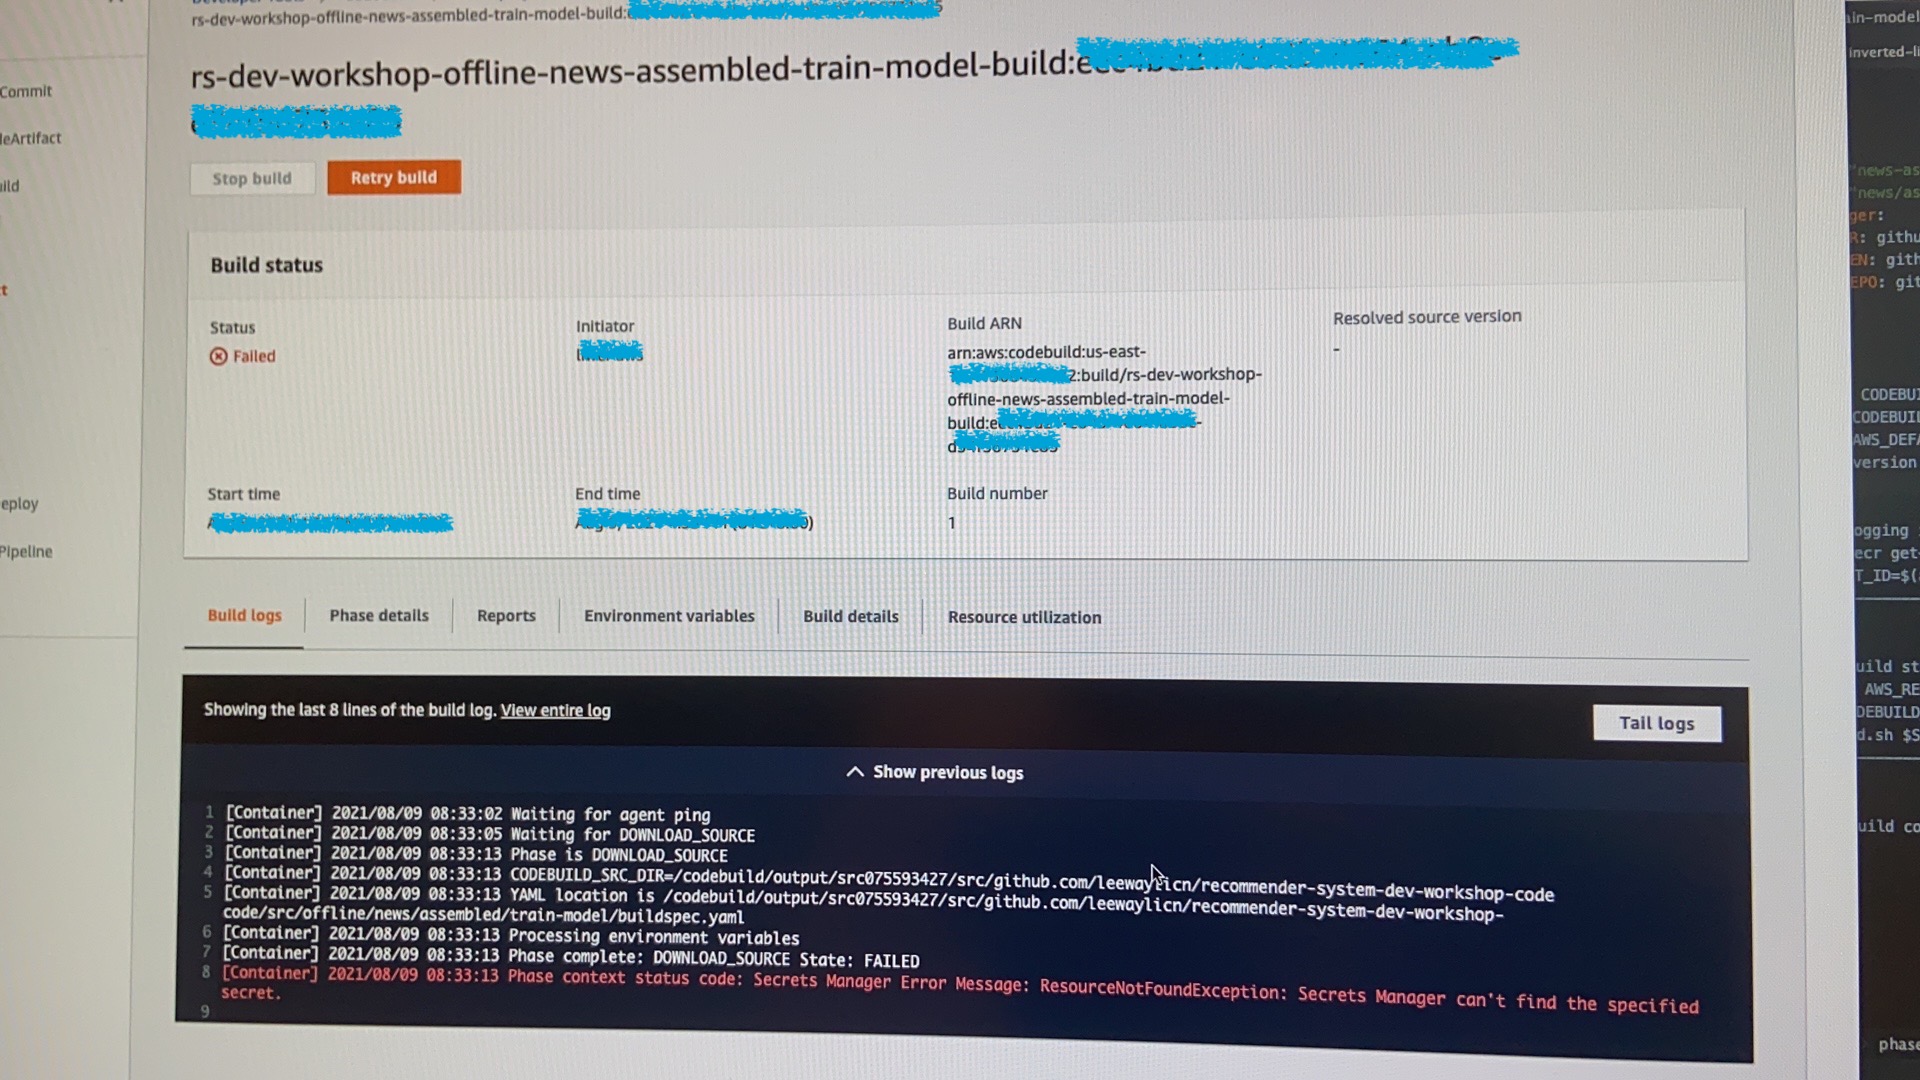 rs-dev-workshop-offline-news-assembled-train-model-build:
rs-dev-workshop-offline-news-assembled-train-model-build:e
Commit
eArtifact
ild
t
eploy
Pipeline
Stop build
Retry build
Build status
Status
Failed
Initiator
Build ARN
arn:aws:codebuild:us-east-
2:build/rs-dev-workshop-
offline-news-assembled-train-model-
build:e
Resolved source version
-
Start time
End time
Build number
1
Build logs
Phase details
Reports
Environment variables
Build details
Resource utilization
Showing the last 8 lines of the build log. View entire log
Tail logs
Show previous logs
1 [Container] 2021/08/09 08:33:02 Waiting for agent ping
2 [Container] 2021/08/09 08:33:05 Waiting for DOWNLOAD_SOURCE
3 [Container] 2021/08/09 08:33:13 Phase is DOWNLOAD_SOURCE
4 [Container] 2021/08/09 08:33:13 CODEBUILD_SRC_DIR=/codebuild/output/src075593427/src/github.com/leewaylicn/recommender-system-dev-workshop-code
5 [Container] 2021/08/09 08:33:13 YAML location is /codebuild/output/src075593427/src/github.com/leewaylicn/recommender-system-dev-workshop-
code/src/offline/news/assembled/train-model/buildspec.yaml
6 [Container] 2021/08/09 08:33:13 Processing environment variables
7 [Container] 2021/08/09 08:33:13 Phase complete: DOWNLOAD_SOURCE State: FAILED
8 [Container] 2021/08/09 08:33:13 Phase context status code: Secrets Manager Error Message: ResourceNotFoundException: Secrets Manager can't find the specified
secret.
9
in-model
inverted-li
"news-as
"news/as
ger:
R: githu
EN: gith
EPO: git
CODEBUI
CODEBUIL
AWS_DEFA
version
ogging
ecr get-
T_ID=$(
uild st
AWS_RE
DEBUILD
d.sh $S
uild co
phase